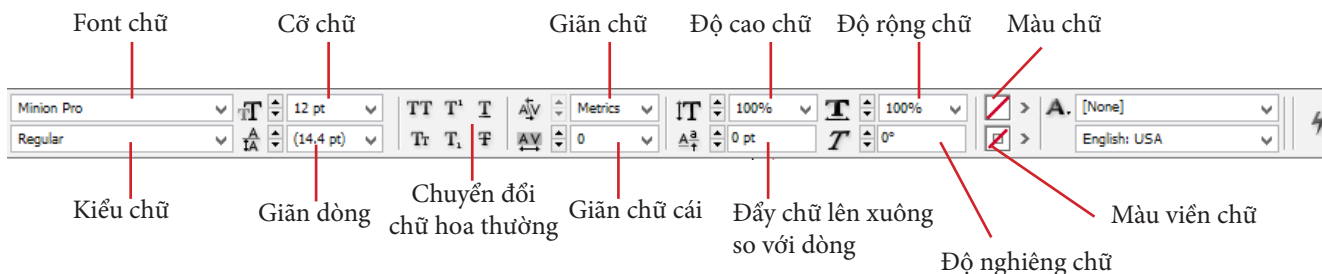 Font chữ Cỡ chữ Giãn chữ Độ cao chữ Độ rộng chữ Màu chữ
Minion Pro 12 pt TT T¹ T Metrics 100% 100% A. [None]
Regular (14.4 pt) Tт T₁ T 0 0 pt 0° English: USA
Kiểu chữ Giãn dòng Chuyển đổi Giãn chữ cái Đẩy chữ lên xuông Màu viền chữ
chữ hoa thường so với dòng
Độ nghiêng chữ